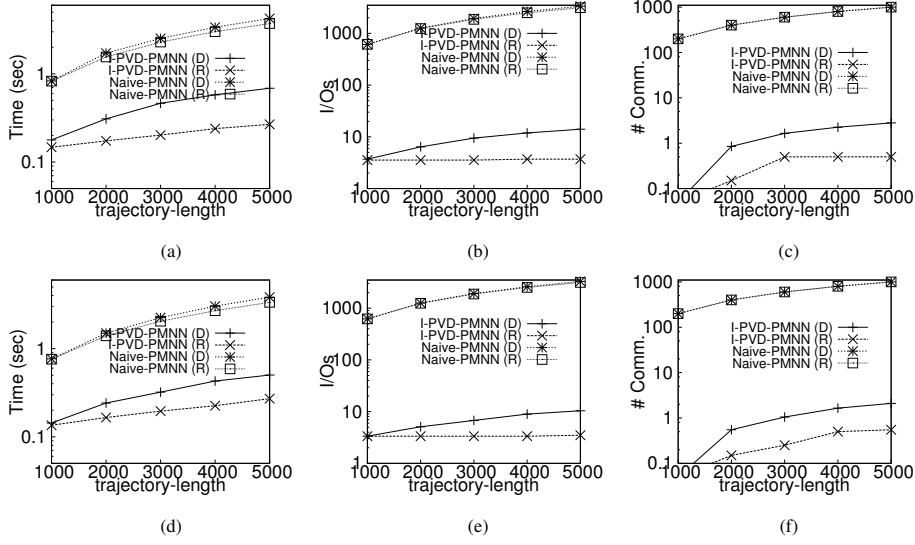 Time (sec)
1
0.1
I-PVD-PMNN (D)
I-PVD-PMNN (R)
Naive-PMNN (D)
Naive-PMNN (R)
1000 2000 3000 4000 5000
trajectory-length
(a)
I/Os
1000
100
10
1
I-PVD-PMNN (D)
I-PVD-PMNN (R)
Naive-PMNN (D)
Naive-PMNN (R)
1000 2000 3000 4000 5000
trajectory-length
(b)
# Comm.
1000
100
10
1
0.1
I-PVD-PMNN (D)
I-PVD-PMNN (R)
Naive-PMNN (D)
Naive-PMNN (R)
1000 2000 3000 4000 5000
trajectory-length
(c)
Time (sec)
1
0.1
I-PVD-PMNN (D)
I-PVD-PMNN (R)
Naive-PMNN (D)
Naive-PMNN (R)
1000 2000 3000 4000 5000
trajectory-length
(d)
I/Os
1000
100
10
1
I-PVD-PMNN (D)
I-PVD-PMNN (R)
Naive-PMNN (D)
Naive-PMNN (R)
1000 2000 3000 4000 5000
trajectory-length
(e)
# Comm.
1000
100
10
1
0.1
I-PVD-PMNN (D)
I-PVD-PMNN (R)
Naive-PMNN (D)
Naive-PMNN (R)
1000 2000 3000 4000 5000
trajectory-length
(f)